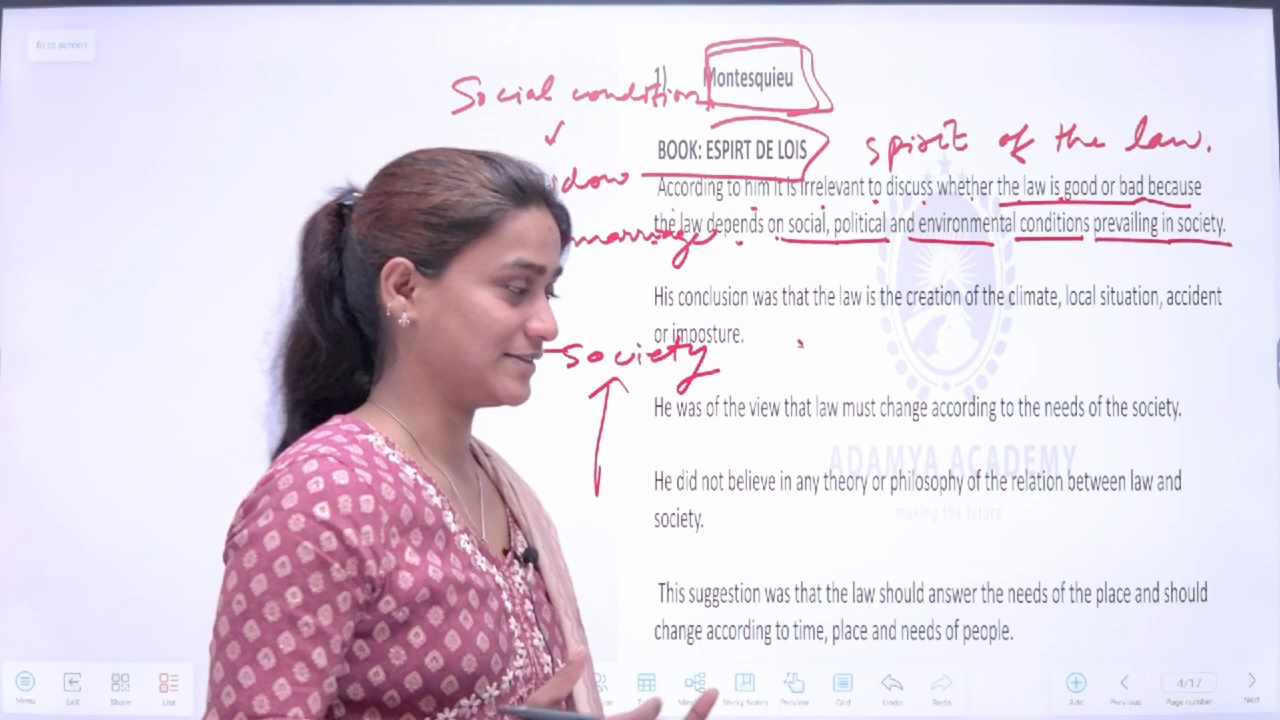 fit to screen
1) Montesquieu
Social condition
BOOK: ESPIRT DE LOIS
spirit of the law.
According to him it is irrelevant to discuss whether the law is good or bad because
the law depends on social, political and environmental conditions prevailing in society.
marriage.
His conclusion was that the law is the creation of the climate, local situation, accident
or imposture.
society
He was of the view that law must change according to the needs of the society.
ADAMYA ACADEMY
He did not believe in any theory or philosophy of the relation between law and
making the future
society.
This suggestion was that the law should answer the needs of the place and should
change according to time, place and needs of people.
Menu Exit Share List Sticky Notes Preview Grid Undo Redo Add Previous 4/17 Page number Next